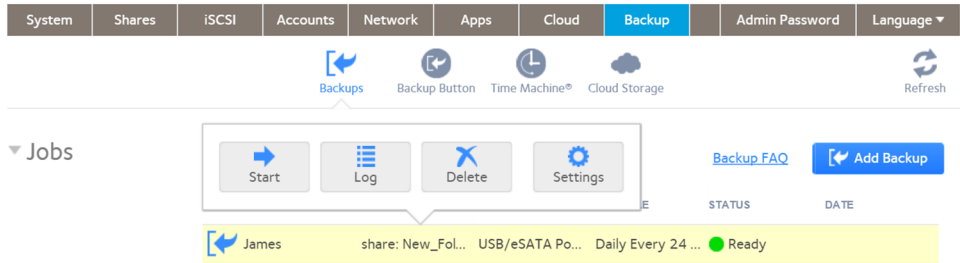 System Shares iSCSI Accounts Network Apps Cloud Backup Admin Password Language
Backups Backup Button Time Machine® Cloud Storage Refresh
Jobs
Start Log Delete Settings
Backup FAQ Add Backup
STATUS DATE
James share: New_Fol... USB/eSATA Po... Daily Every 24 ... Ready